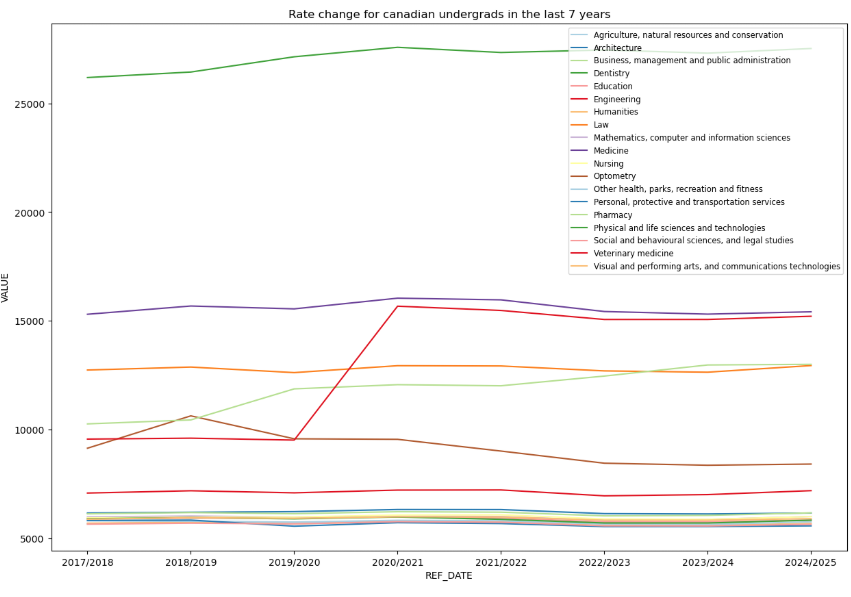 Rate change for canadian undergrads in the last 7 years
Agriculture, natural resources and conservation
Architecture
Business, management and public administration
Dentistry
Education
Engineering
Humanities
Law
Mathematics, computer and information sciences
Medicine
Nursing
Optometry
Other health, parks, recreation and fitness
Personal, protective and transportation services
Pharmacy
Physical and life sciences and technologies
Social and behavioural sciences, and legal studies
Veterinary medicine
Visual and performing arts, and communications technologies
VALUE
25000
20000
15000
10000
5000
2017/2018 2018/2019 2019/2020 2020/2021 2021/2022 2022/2023 2023/2024 2024/2025
REF_DATE